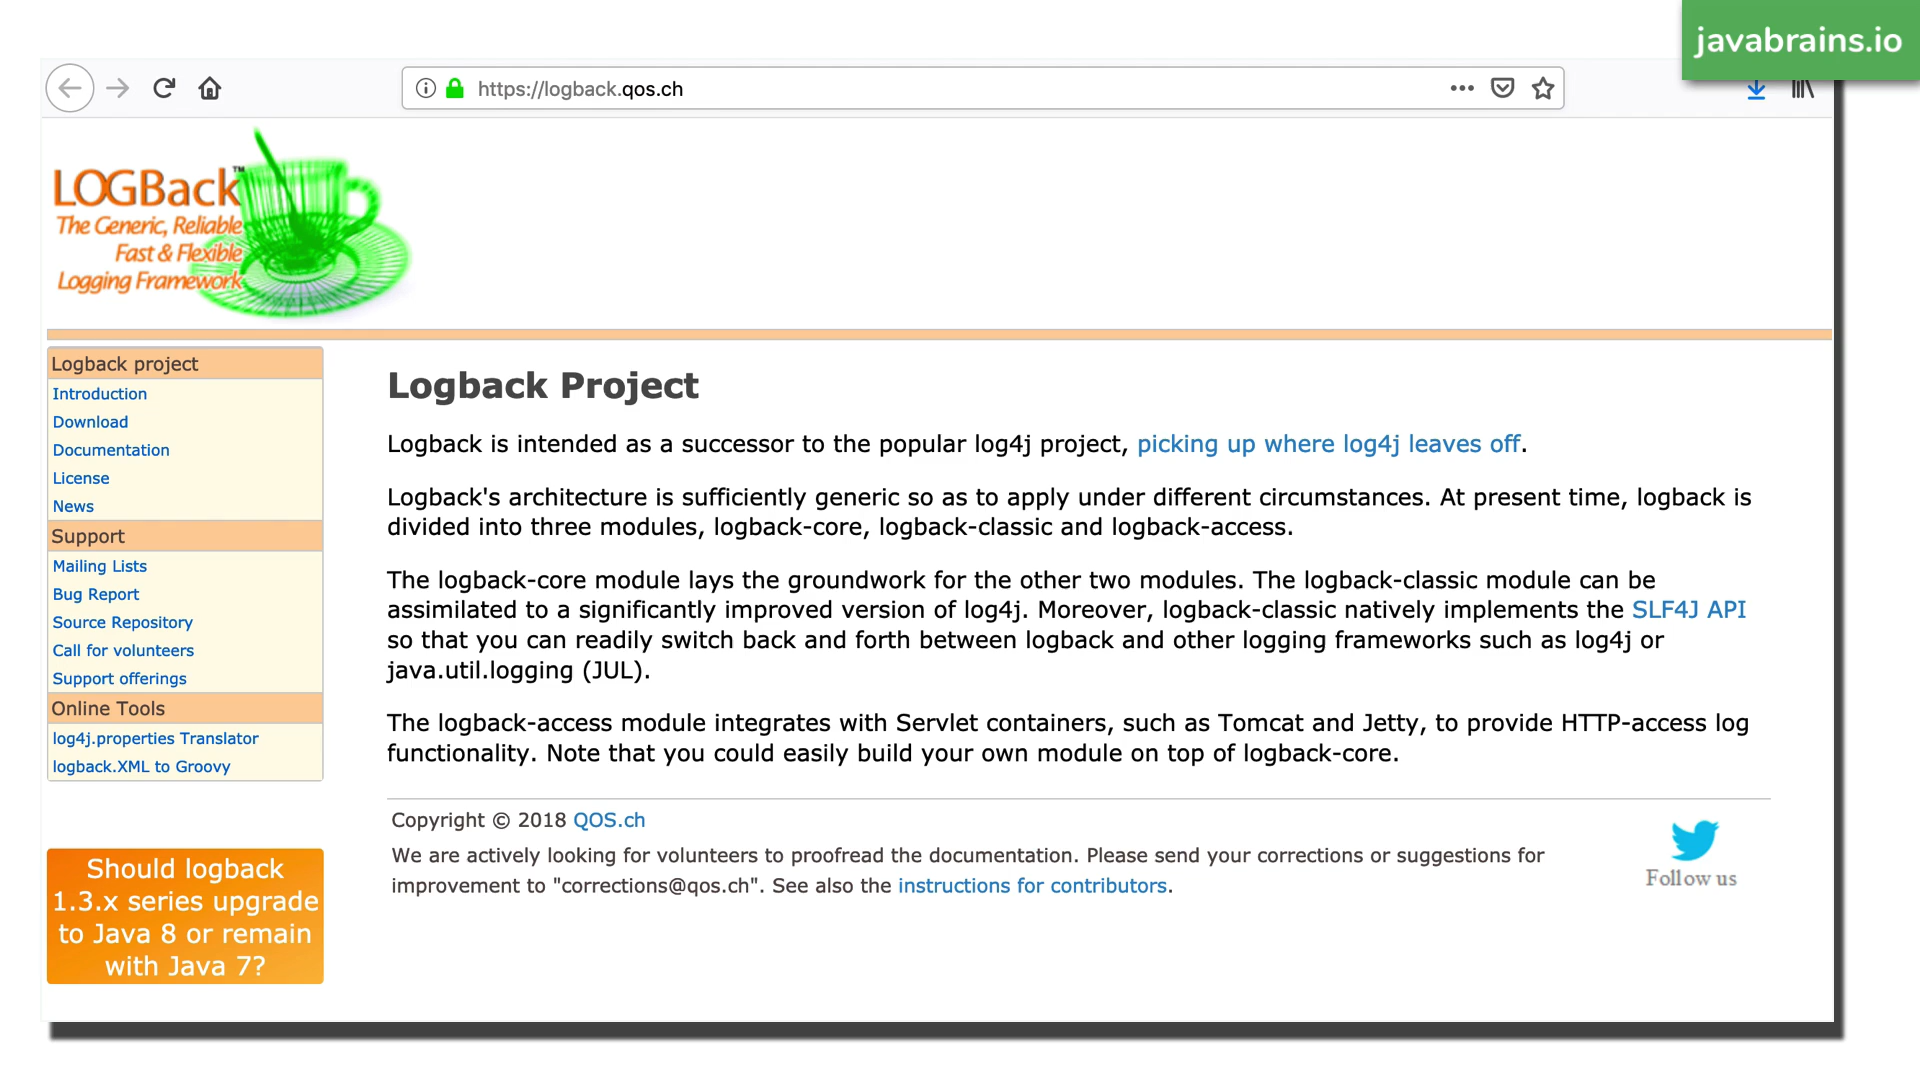 javabrains.io
https://logback.qos.ch
LOGBack™
The Generic, Reliable
Fast & Flexible
Logging Framework
Logback project
Introduction
Download
Documentation
License
News
Support
Mailing Lists
Bug Report
Source Repository
Call for volunteers
Support offerings
Online Tools
log4j.properties Translator
logback.XML to Groovy
Should logback
1.3.x series upgrade
to Java 8 or remain
with Java 7?
Logback Project
Logback is intended as a successor to the popular log4j project, picking up where log4j leaves off.
Logback's architecture is sufficiently generic so as to apply under different circumstances. At present time, logback is
divided into three modules, logback-core, logback-classic and logback-access.
The logback-core module lays the groundwork for the other two modules. The logback-classic module can be
assimilated to a significantly improved version of log4j. Moreover, logback-classic natively implements the SLF4J API
so that you can readily switch back and forth between logback and other logging frameworks such as log4j or
java.util.logging (JUL).
The logback-access module integrates with Servlet containers, such as Tomcat and Jetty, to provide HTTP-access log
functionality. Note that you could easily build your own module on top of logback-core.
Copyright © 2018 QOS.ch
We are actively looking for volunteers to proofread the documentation. Please send your corrections or suggestions for
improvement to "corrections@qos.ch". See also the instructions for contributors.
Follow us